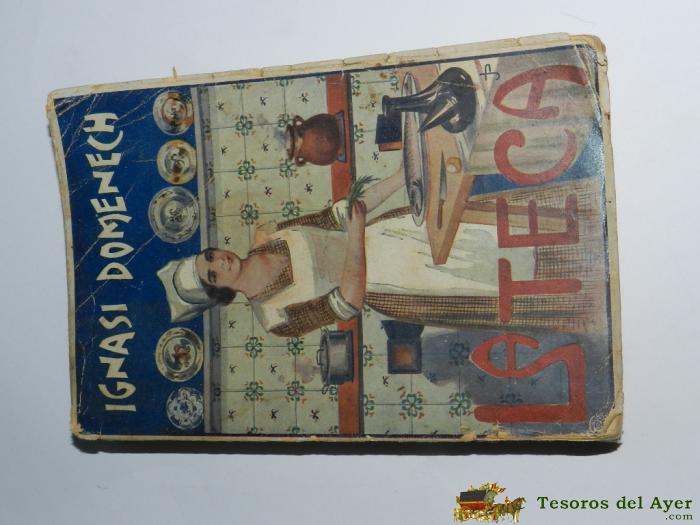 IGNASI DOMENECH
LA TECA
Tesoros del Ayer
.com